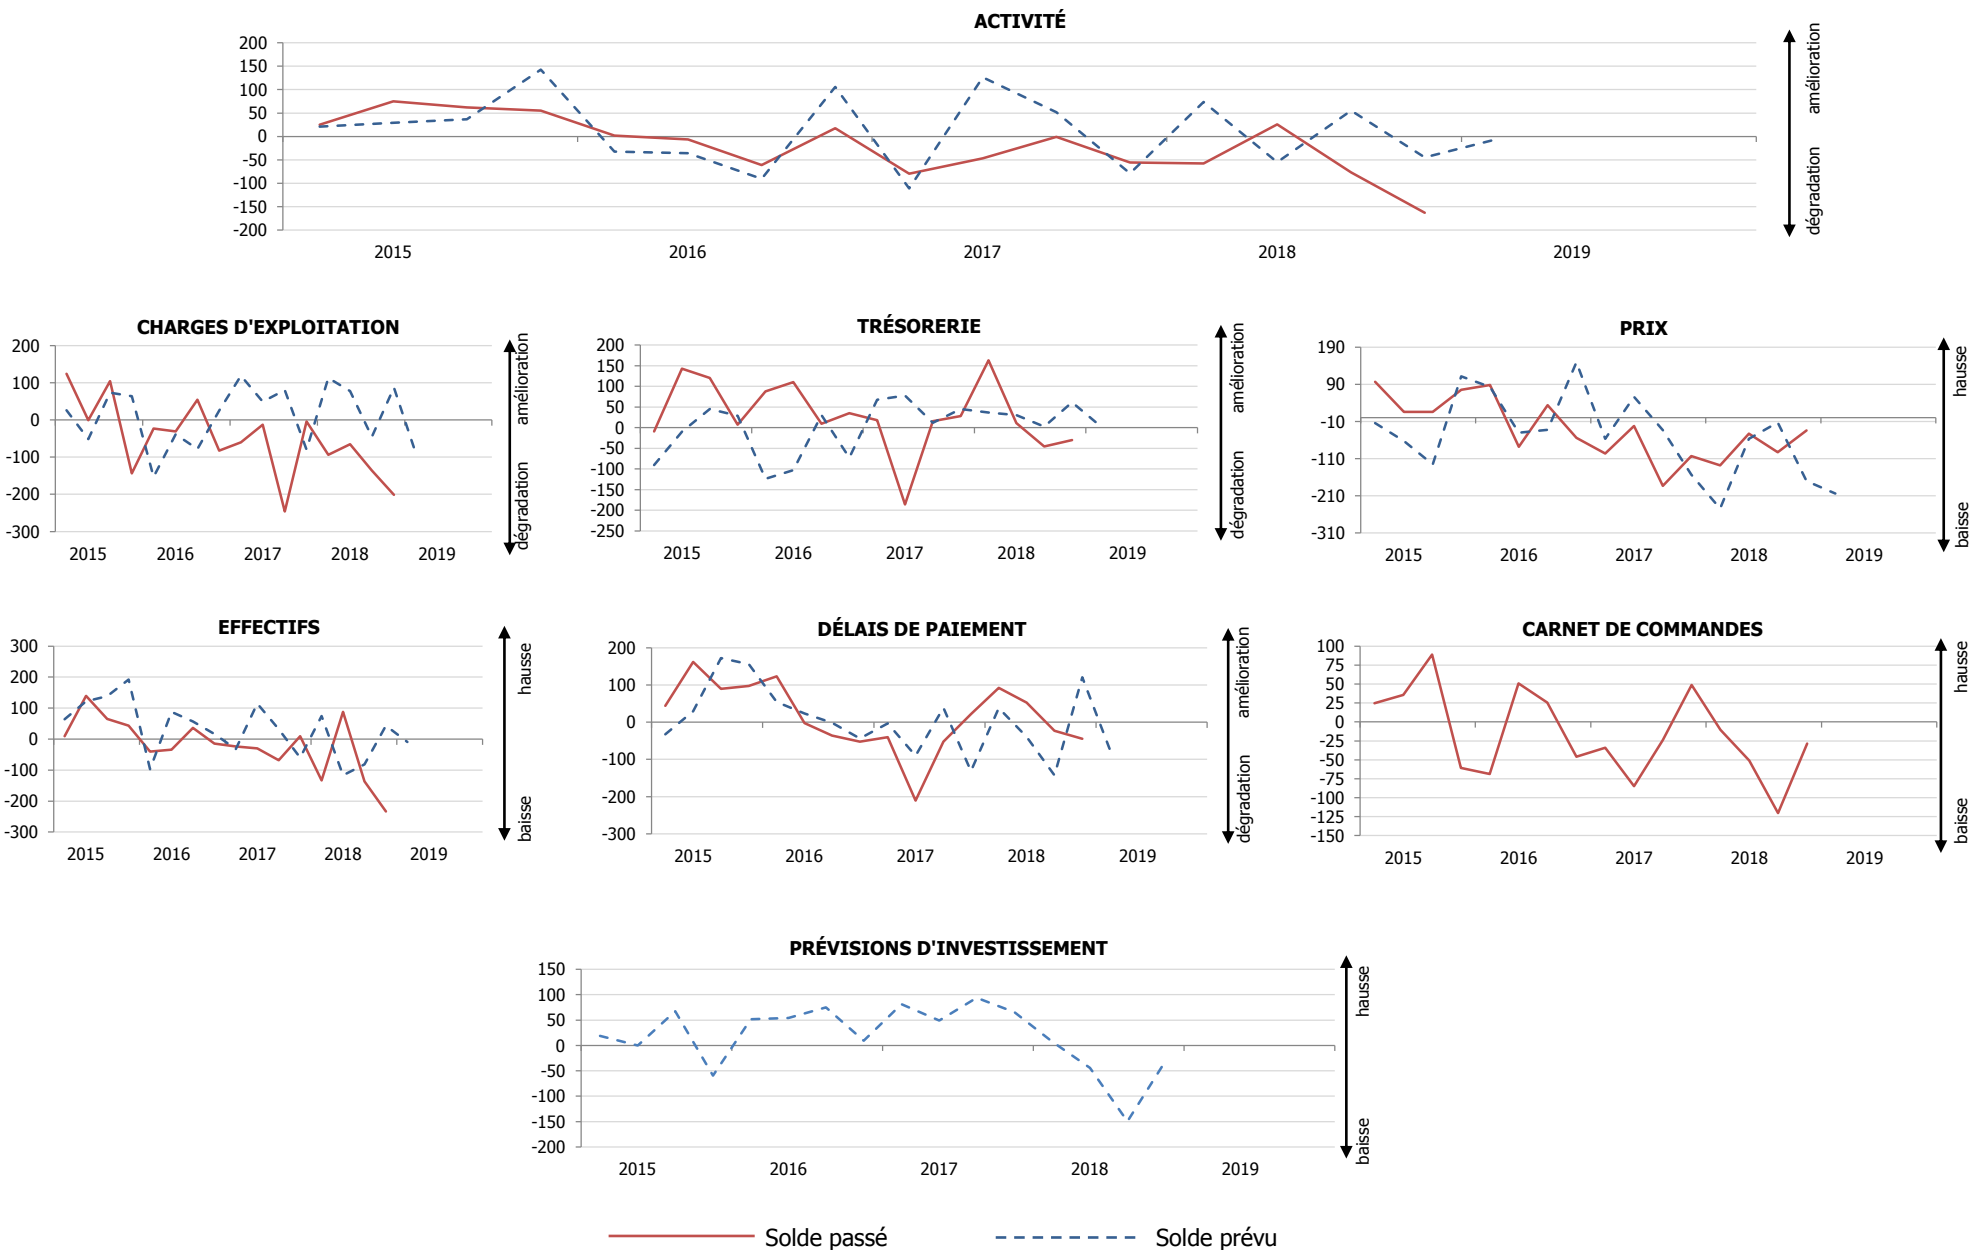 ACTIVITÉ
200
150
100
50
0
-50
-100
-150
-200
2015 2016 2017 2018 2019
amélioration
dégradation
CHARGES D'EXPLOITATION
200
100
0
-100
-200
-300
2015 2016 2017 2018 2019
amélioration
dégradation
TRÉSORERIE
200
150
100
50
0
-50
-100
-150
-200
-250
2015 2016 2017 2018 2019
amélioration
dégradation
PRIX
190
90
-10
-110
-210
-310
2015 2016 2017 2018 2019
hausse
baisse
EFFECTIFS
300
200
100
0
-100
-200
-300
2015 2016 2017 2018 2019
hausse
baisse
DÉLAIS DE PAIEMENT
200
100
0
-100
-200
-300
2015 2016 2017 2018 2019
amélioration
dégradation
CARNET DE COMMANDES
100
75
50
25
0
-25
-50
-75
-100
-125
-150
2015 2016 2017 2018 2019
hausse
baisse
PRÉVISIONS D'INVESTISSEMENT
150
100
50
0
-50
-100
-150
-200
2015 2016 2017 2018 2019
hausse
baisse
Solde passé Solde prévu